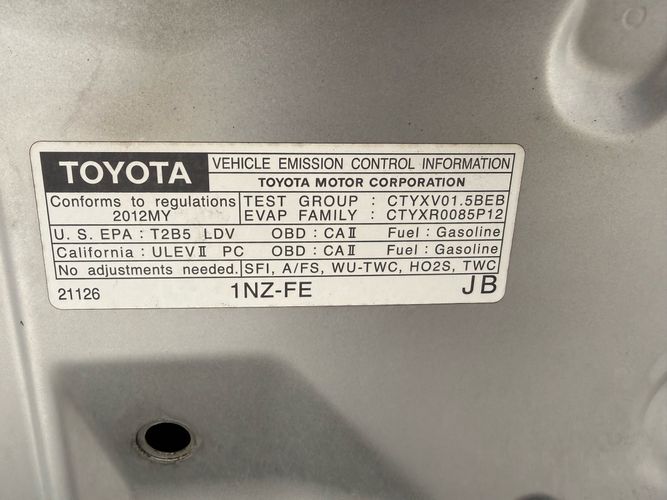 TOYOTA
VEHICLE EMISSION CONTROL INFORMATION
TOYOTA MOTOR CORPORATION
Conforms to regulations
2012MY
TEST GROUP : CTYXV01.5BEB
EVAP FAMILY : CTYXR0085P12
U. S. EPA : T2B5 LDV OBD : CAⅡ Fuel : Gasoline
California : ULEVⅡ PC OBD : CAⅡ Fuel : Gasoline
No adjustments needed. SFI, A/FS, WU-TWC, HO2S, TWC
21126 1NZ-FE JB